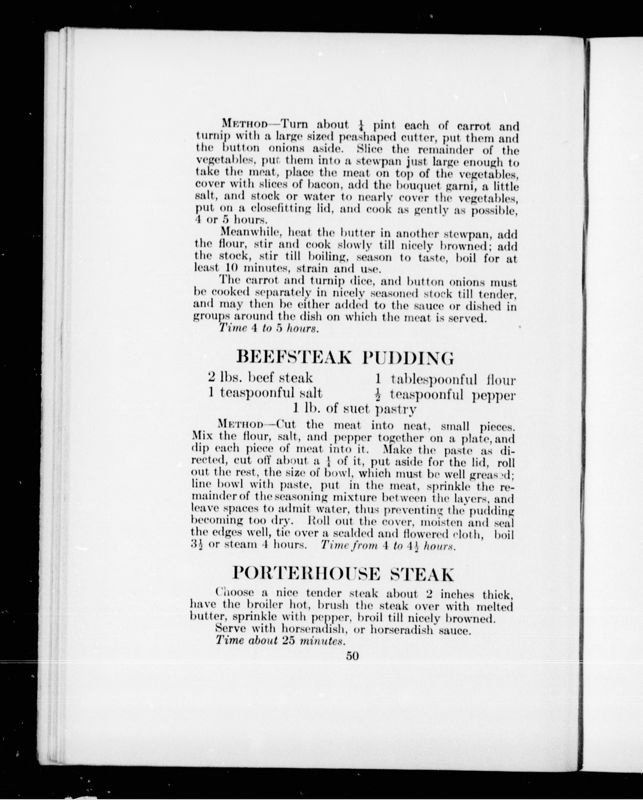 METHOD—Turn about ¼ pint each of carrot and
turnip with a large sized peashaped cutter, put them and
the button onions aside. Slice the remainder of the
vegetables, put them into a stewpan just large enough to
take the meat, place the meat on top of the vegetables,
cover with slices of bacon, add the bouquet garni, a little
salt, and stock or water to nearly cover the vegetables,
put on a closefitting lid, and cook as gently as possible,
4 or 5 hours.
Meanwhile, heat the butter in another stewpan, add
the flour, stir and cook slowly till nicely browned; add
the stock, stir till boiling, season to taste, boil for at
least 10 minutes, strain and use.
The carrot and turnip dice, and button onions must
be cooked separately in nicely seasoned stock till tender,
and may then be either added to the sauce or dished in
groups around the dish on which the meat is served.
Time 4 to 5 hours.
BEEFSTEAK PUDDING
2 lbs. beef steak 1 tablespoonful flour
1 teaspoonful salt ½ teaspoonful pepper
1 lb. of suet pastry
METHOD—Cut the meat into neat, small pieces.
Mix the flour, salt, and pepper together on a plate, and
dip each piece of meat into it. Make the paste as di-
rected, cut off about a ¼ of it, put aside for the lid, roll
out the rest, the size of bowl, which must be well greased;
line bowl with paste, put in the meat, sprinkle the re-
mainder of the seasoning mixture between the layers, and
leave spaces to admit water, thus preventing the pudding
becoming too dry. Roll out the cover, moisten and seal
the edges well, tie over a scalded and flowered cloth, boil
3½ or steam 4 hours. Time from 4 to 4½ hours.
PORTERHOUSE STEAK
Choose a nice tender steak about 2 inches thick,
have the broiler hot, brush the steak over with melted
butter, sprinkle with pepper, broil till nicely browned.
Serve with horseradish, or horseradish sauce.
Time about 25 minutes.
50